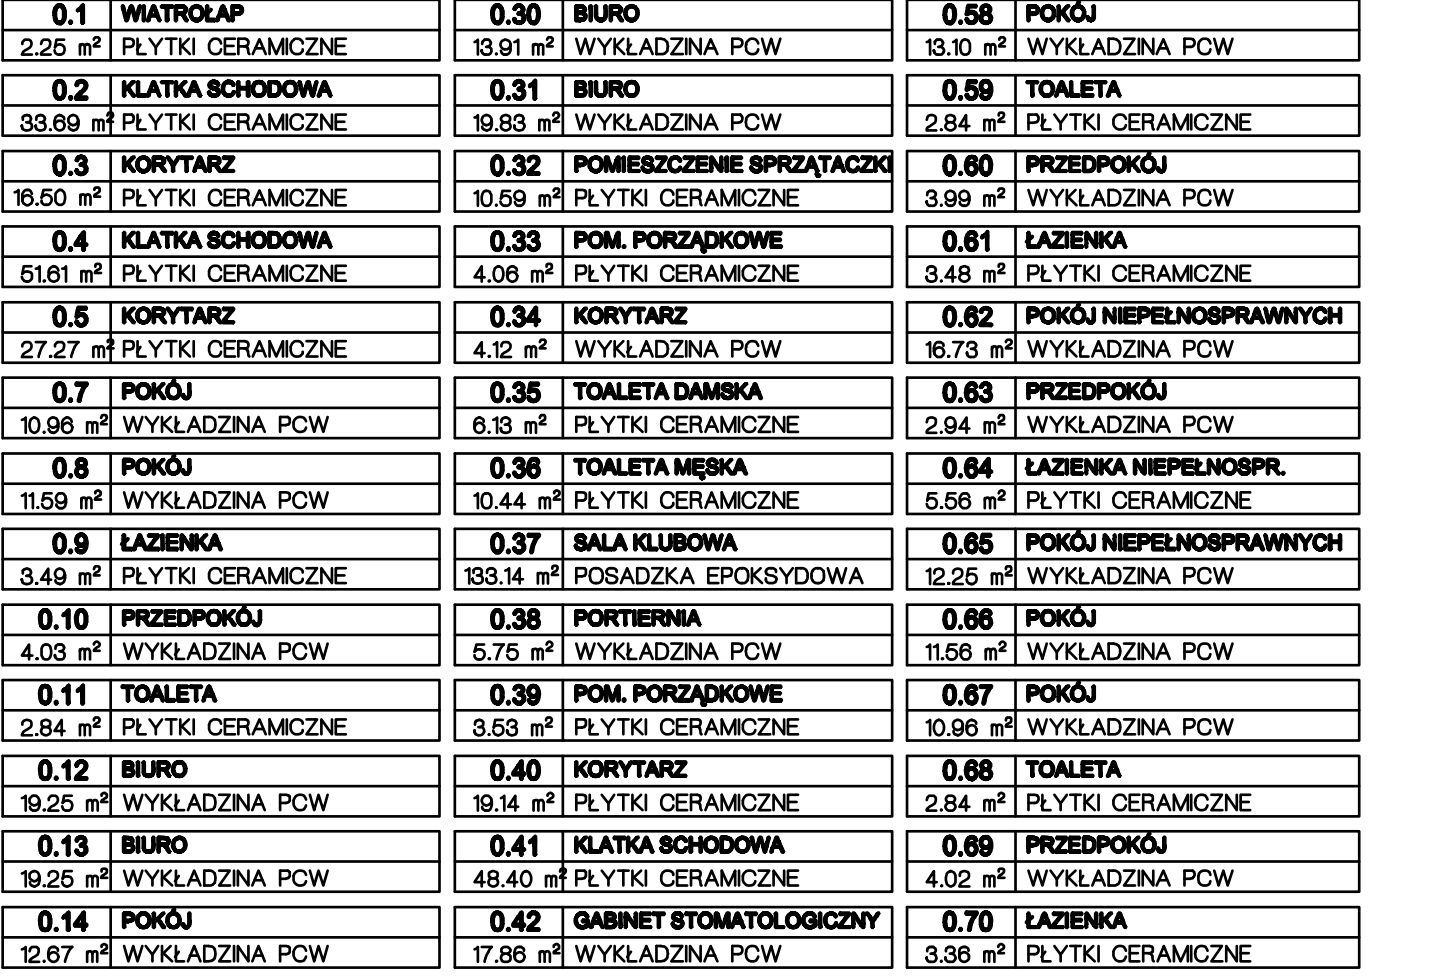 0.1 WIATROŁAP
2.25 m² PŁYTKI CERAMICZNE
0.2 KLATKA SCHODOWA
33.69 m² PŁYTKI CERAMICZNE
0.3 KORYTARZ
16.50 m² PŁYTKI CERAMICZNE
0.4 KLATKA SCHODOWA
51.61 m² PŁYTKI CERAMICZNE
0.5 KORYTARZ
27.27 m² PŁYTKI CERAMICZNE
0.7 POKÓJ
10.96 m² WYKŁADZINA PCW
0.8 POKÓJ
11.59 m² WYKŁADZINA PCW
0.9 ŁAZIENKA
3.49 m² PŁYTKI CERAMICZNE
0.10 PRZEDPOKÓJ
4.03 m² WYKŁADZINA PCW
0.11 TOALETA
2.84 m² PŁYTKI CERAMICZNE
0.12 BIURO
19.25 m² WYKŁADZINA PCW
0.13 BIURO
19.25 m² WYKŁADZINA PCW
0.14 POKÓJ
12.67 m² WYKŁADZINA PCW
0.30 BIURO
13.91 m² WYKŁADZINA PCW
0.31 BIURO
19.83 m² WYKŁADZINA PCW
0.32 POMIESZCZENIE SPRZĄTACZKI
10.59 m² PŁYTKI CERAMICZNE
0.33 POM. PORZĄDKOWE
4.06 m² PŁYTKI CERAMICZNE
0.34 KORYTARZ
4.12 m² WYKŁADZINA PCW
0.35 TOALETA DAMSKA
6.13 m² PŁYTKI CERAMICZNE
0.36 TOALETA MĘSKA
10.44 m² PŁYTKI CERAMICZNE
0.37 SALA KLUBOWA
133.14 m² POSADZKA EPOKSYDOWA
0.38 PORTIERNIA
5.75 m² WYKŁADZINA PCW
0.39 POM. PORZĄDKOWE
3.53 m² PŁYTKI CERAMICZNE
0.40 KORYTARZ
19.14 m² PŁYTKI CERAMICZNE
0.41 KLATKA SCHODOWA
48.40 m² PŁYTKI CERAMICZNE
0.42 GABINET STOMATOLOGICZNY
17.86 m² WYKŁADZINA PCW
0.58 POKÓJ
13.10 m² WYKŁADZINA PCW
0.59 TOALETA
2.84 m² PŁYTKI CERAMICZNE
0.60 PRZEDPOKÓJ
3.99 m² WYKŁADZINA PCW
0.61 ŁAZIENKA
3.48 m² PŁYTKI CERAMICZNE
0.62 POKÓJ NIEPEŁNOSPRAWNYCH
16.73 m² WYKŁADZINA PCW
0.63 PRZEDPOKÓJ
2.94 m² WYKŁADZINA PCW
0.64 ŁAZIENKA NIEPEŁNOSPR.
5.56 m² PŁYTKI CERAMICZNE
0.65 POKÓJ NIEPEŁNOSPRAWNYCH
12.25 m² WYKŁADZINA PCW
0.66 POKÓJ
11.56 m² WYKŁADZINA PCW
0.67 POKÓJ
10.96 m² WYKŁADZINA PCW
0.68 TOALETA
2.84 m² PŁYTKI CERAMICZNE
0.69 PRZEDPOKÓJ
4.02 m² WYKŁADZINA PCW
0.70 ŁAZIENKA
3.36 m² PŁYTKI CERAMICZNE